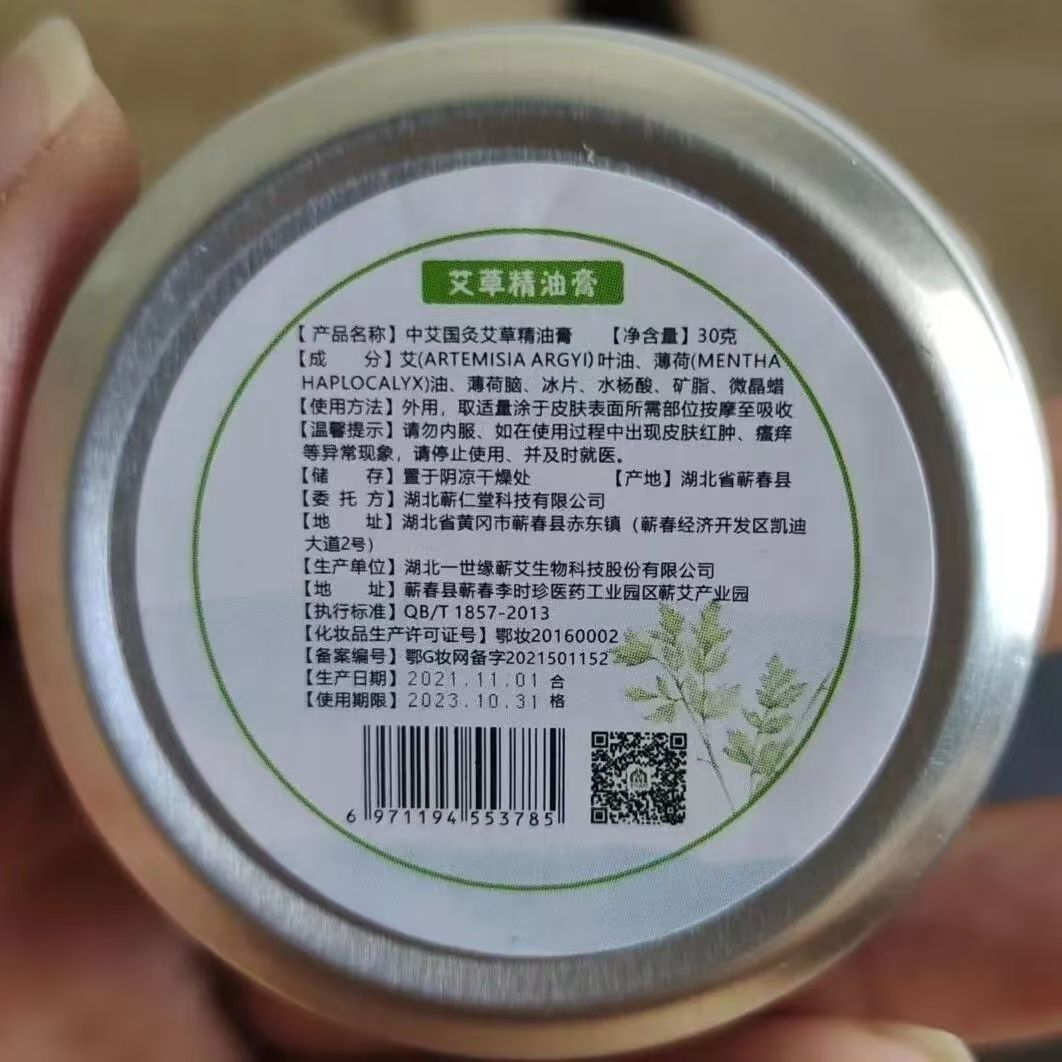 艾草精油膏
【产品名称】中艾国灸艾草精油膏 【净含量】30克
【成 分】艾(ARTEMISIA ARGYI)叶油、薄荷(MENTHA
HAPLOCALYX)油、薄荷脑、冰片、水杨酸、矿脂、微晶蜡
【使用方法】外用，取适量涂于皮肤表面所需部位按摩至吸收
【温馨提示】请勿内服、如在使用过程中出现皮肤红肿、瘙痒
等异常现象，请停止使用、并及时就医。
【储 存】置于阴凉干燥处 【产地】湖北省蕲春县
【委 托 方】湖北蕲仁堂科技有限公司
【地 址】湖北省黄冈市蕲春县赤东镇（蕲春经济开发区凯迪
大道2号）
【生产单位】湖北一世缘蕲艾生物科技股份有限公司
【地 址】蕲春县蕲春李时珍医药工业园区蕲艾产业园
【执行标准】QB/T 1857-2013
【化妆品生产许可证号】鄂妆20160002
【备案编号】鄂G妆网备字2021501152
【生产日期】2021.11.01 合
【使用期限】2023.10.31 格
6 971194 553785